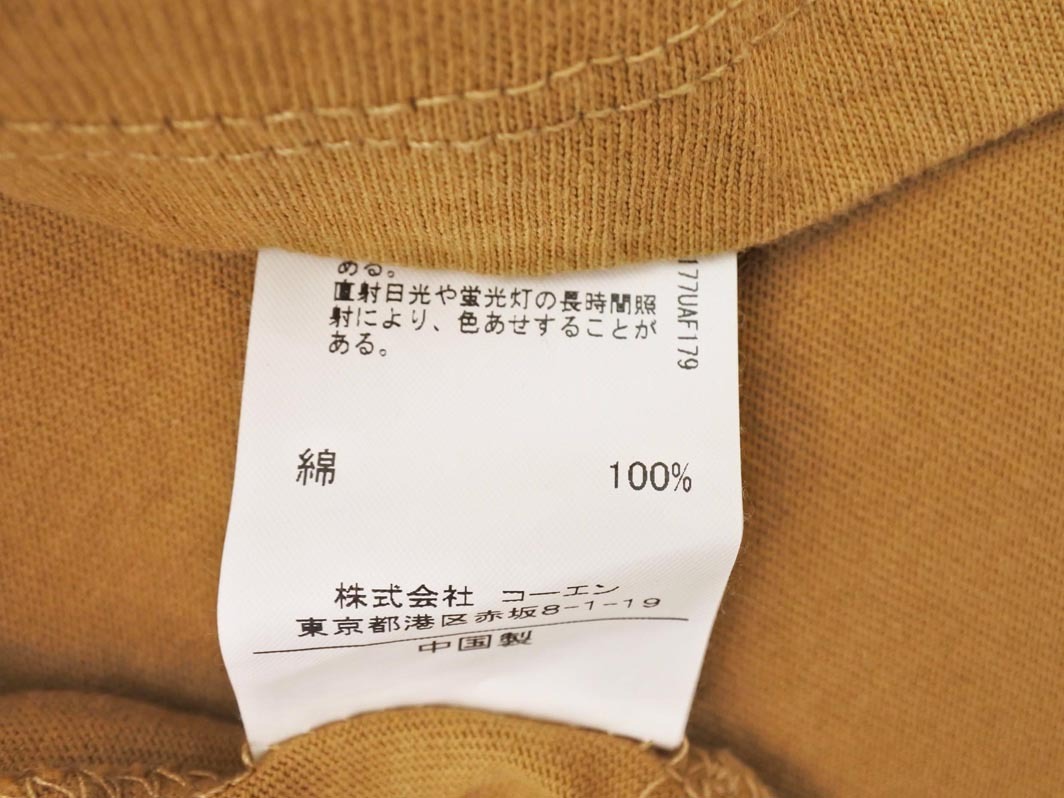 ある。
直射日光や蛍光灯の長時間照
射により、色あせすることが
ある。
177UAF179
綿 100%
株式会社 コーエン
東京都港区赤坂8-1-19
中国製